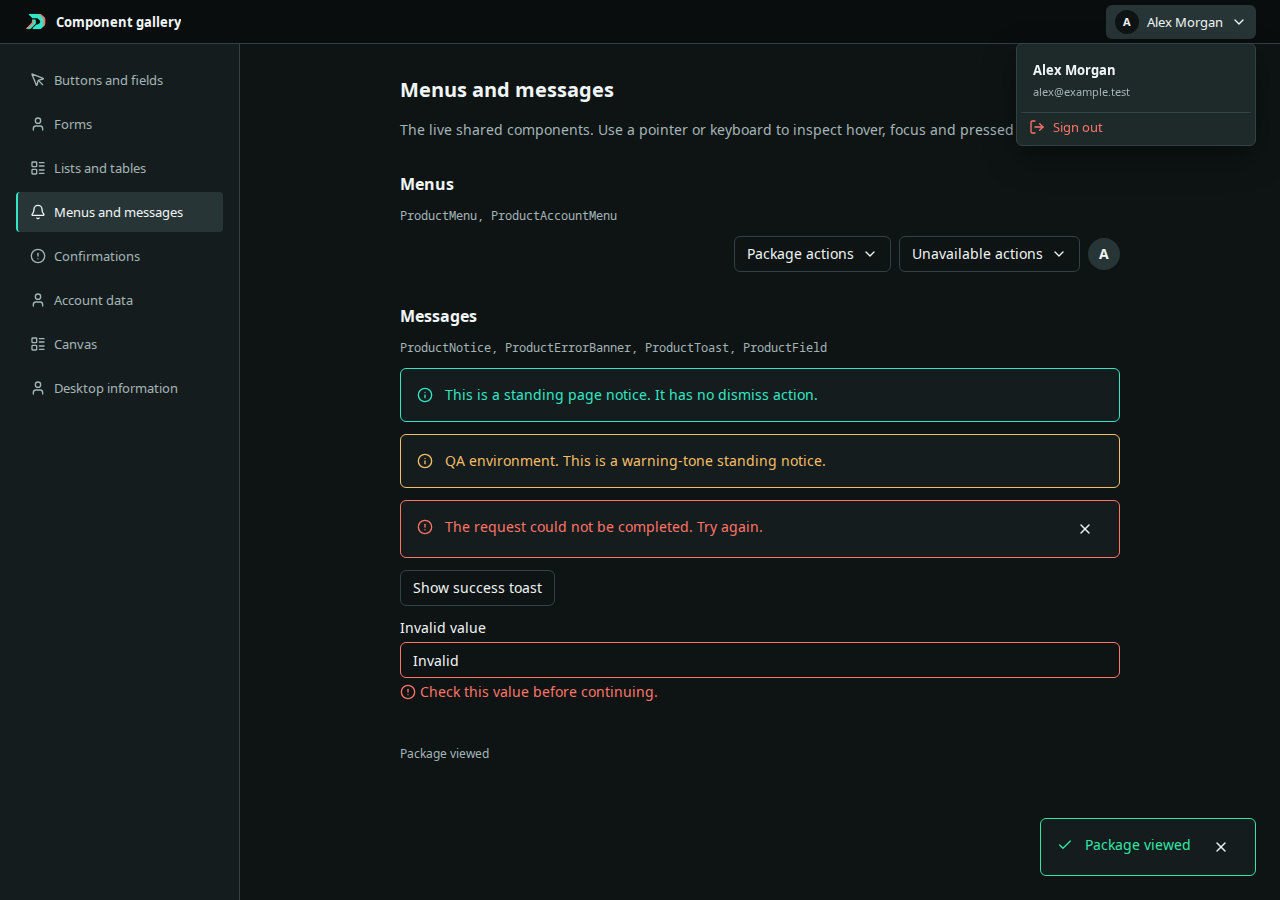 Component gallery
A Alex Morgan
Alex Morgan
alex@example.test
Sign out
Buttons and fields
Forms
Lists and tables
Menus and messages
Confirmations
Account data
Canvas
Desktop information
Menus and messages
The live shared components. Use a pointer or keyboard to inspect hover, focus and pressed
Menus
ProductMenu, ProductAccountMenu
Package actions
Unavailable actions
A
Messages
ProductNotice, ProductErrorBanner, ProductToast, ProductField
This is a standing page notice. It has no dismiss action.
QA environment. This is a warning-tone standing notice.
The request could not be completed. Try again.
Show success toast
Invalid value
Invalid
Check this value before continuing.
Package viewed
Package viewed